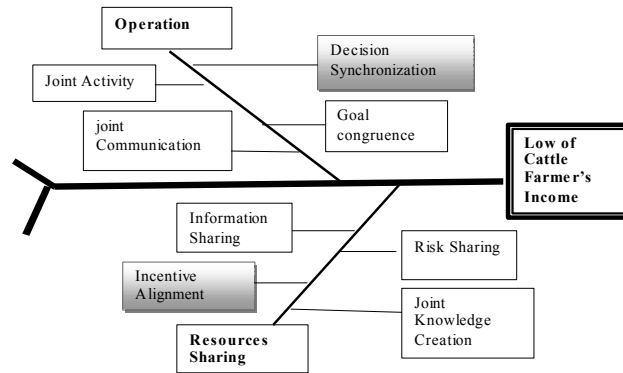 Operation
Decision
Synchronization
Joint Activity
joint
Communication
Goal
congruence
Low of
Cattle
Farmer's
Income
Information
Sharing
Risk Sharing
Incentive
Alignment
Joint
Knowledge
Creation
Resources
Sharing